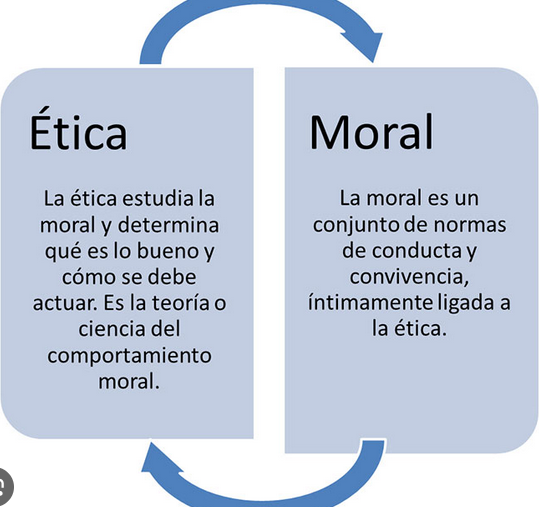 Ética
La ética estudia la
moral y determina
qué es lo bueno y
cómo se debe
actuar. Es la teoría o
ciencia del
comportamiento
moral.
Moral
La moral es un
conjunto de normas
de conducta y
convivencia,
íntimamente ligada a
la ética.